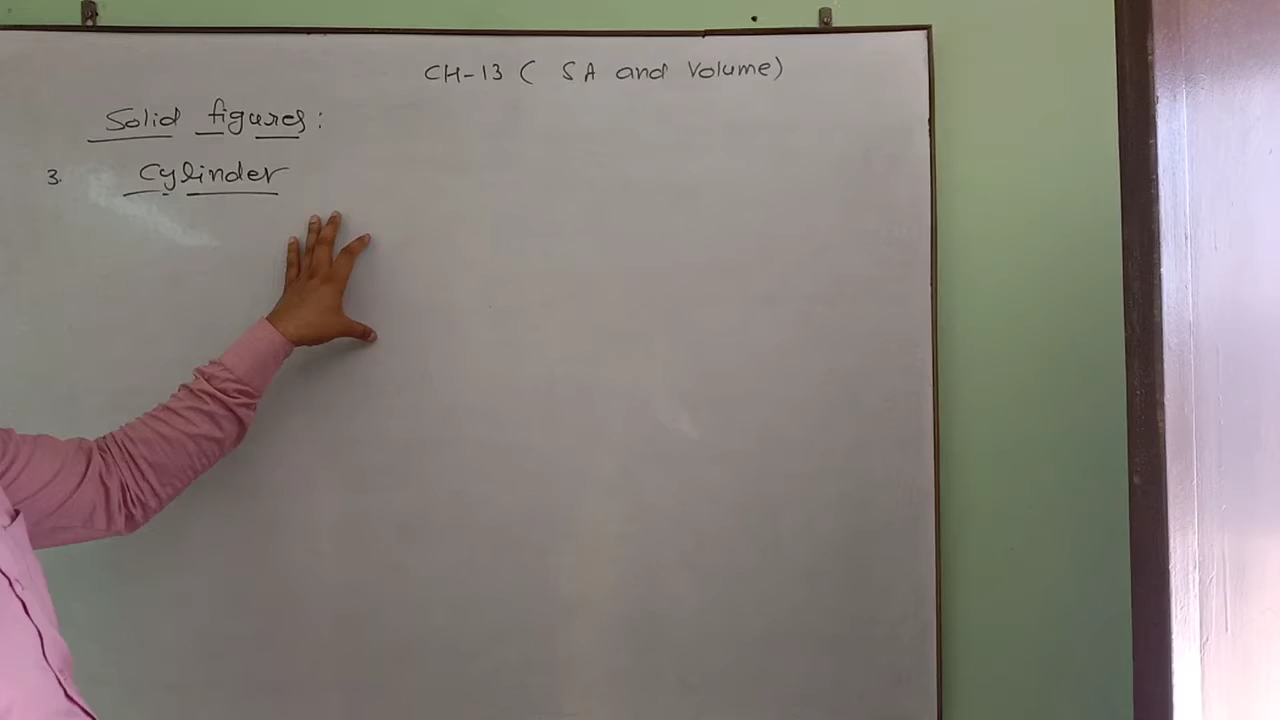 CH-13 ( SA and Volume)
Solid figures:
3. Cylinder